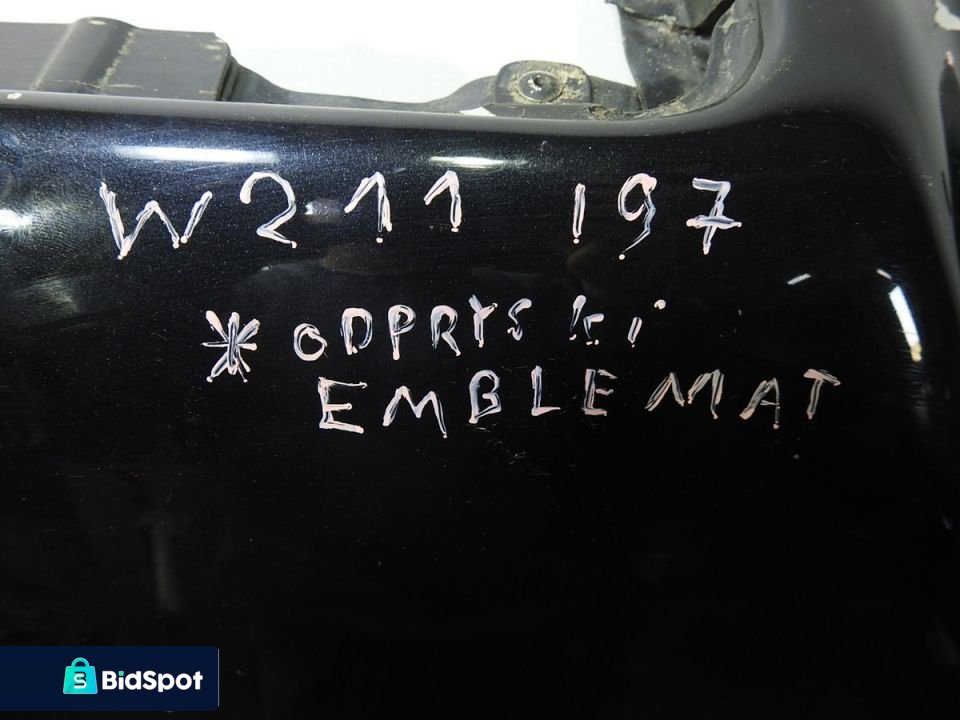 W211 197
* ODPRYSKI
EMBLEMAT
BidSpot